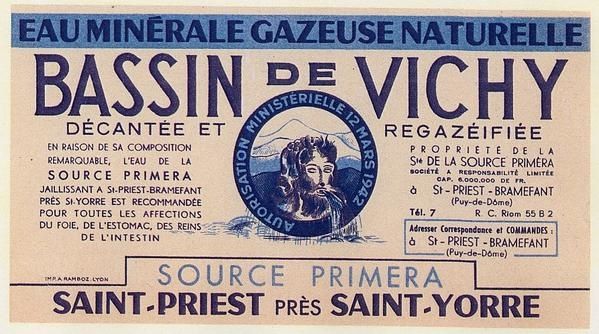 EAU MINÉRALE GAZEUSE NATURELLE
BASSIN DE VICHY
DÉCANTÉE ET REGAZÉIFIÉE
EN RAISON DE SA COMPOSITION
REMARQUABLE, L'EAU DE LA
SOURCE PRIMERA
JAILLISSANT A ST-PRIEST-BRAMEFANT
PRÈS ST-YORRE EST RECOMMANDÉE
POUR TOUTES LES AFFECTIONS
DU FOIE, DE L'ESTOMAC, DES REINS
DE L'INTESTIN
AUTORISATION MINISTÉRIELLE 12 MARS 1942
PROPRIÉTÉ DE LA
Sté DE LA SOURCE PRIMÉRA
SOCIÉTÉ A RESPONSABILITÉ LIMITÉE
CAP. 6.000.000 DE FR.
à St-PRIEST-BRAMEFANT
(Puy-de-Dôme)
Tél. 7 R. C. Riom 55 B 2
Adresser Correspondance et COMMANDES :
à St-PRIEST-BRAMEFANT
(Puy-de-Dôme)
IMP. A. RAMBOZ. LYON
SOURCE PRIMERA
SAINT-PRIEST PRÈS SAINT-YORRE